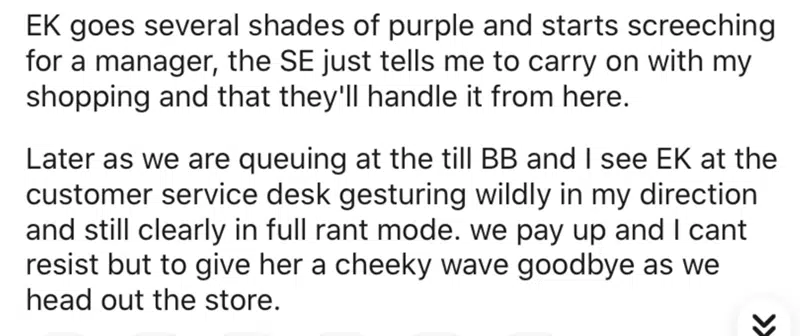 EK goes several shades of purple and starts screeching
for a manager, the SE just tells me to carry on with my
shopping and that they'll handle it from here.
Later as we are queuing at the till BB and I see EK at the
customer service desk gesturing wildly in my direction
and still clearly in full rant mode. we pay up and I cant
resist but to give her a cheeky wave goodbye as we
head out the store.